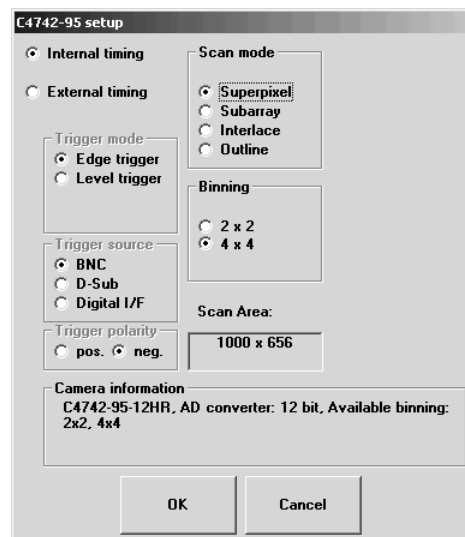 C4742-95 setup
Internal timing
External timing
Trigger mode
Edge trigger
Level trigger
Trigger source
BNC
D-Sub
Digital I/F
Trigger polarity
pos. neg.
Scan mode
Superpixel
Subarray
Interlace
Outline
Binning
2 x 2
4 x 4
Scan Area:
1000 x 656
Camera information
C4742-95-12HR, AD converter: 12 bit, Available binning:
2x2, 4x4
OK Cancel